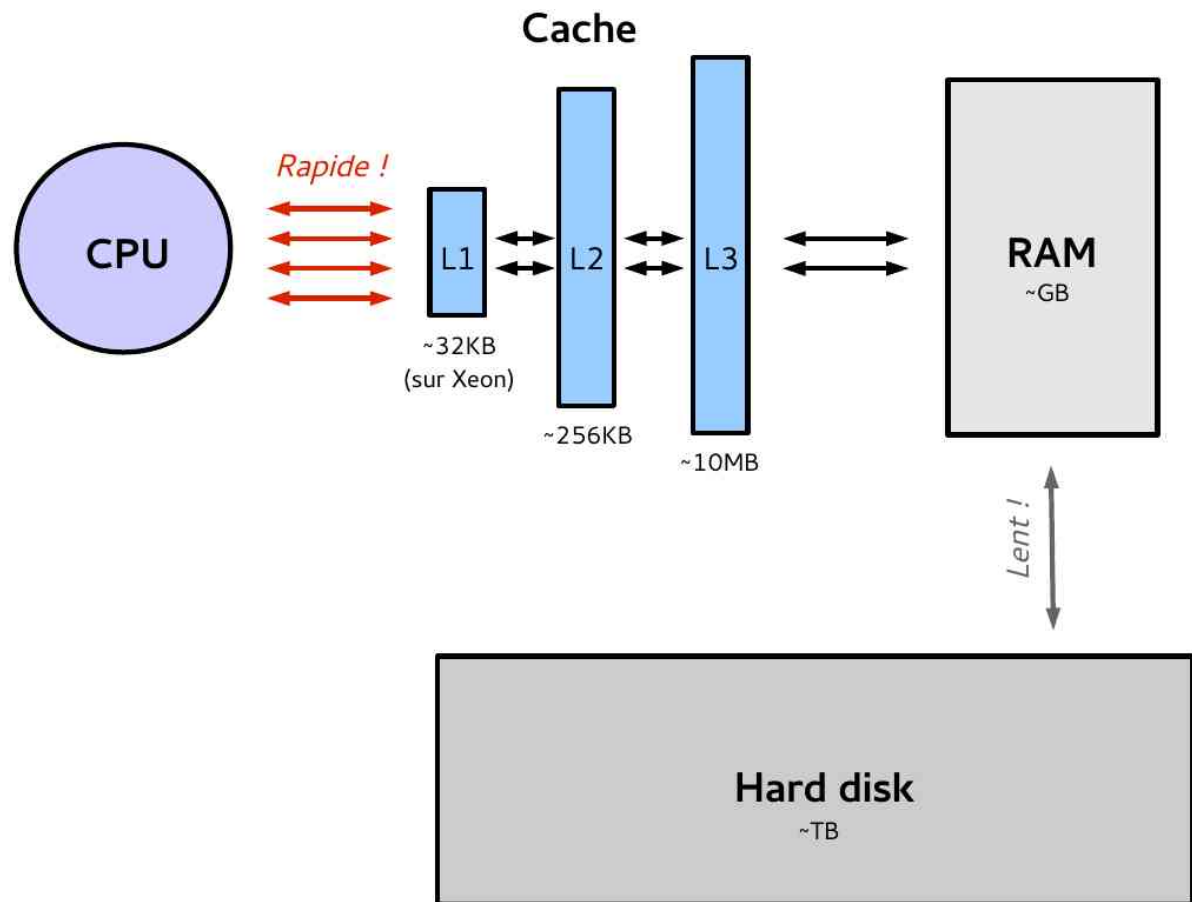 Cache
Rapide !
CPU
L1
L2
L3
RAM
~GB
~32KB
(sur Xeon)
~256KB
~10MB
Lent !
Hard disk
~TB